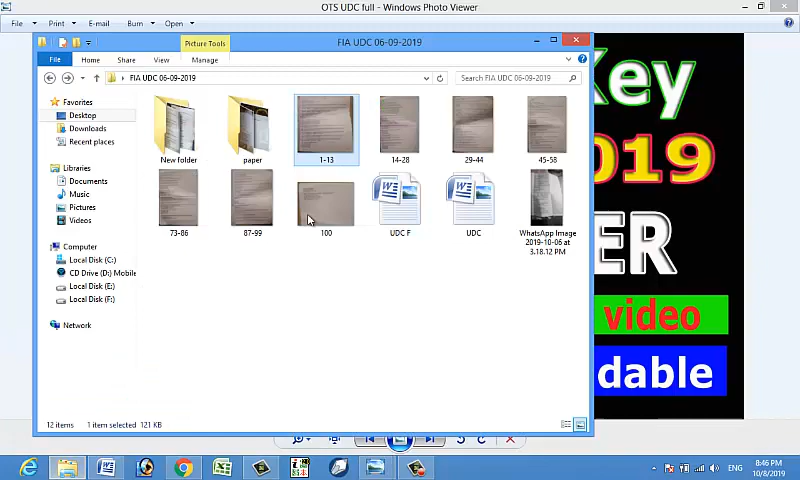 OTS UDC full - Windows Photo Viewer
File Print E-mail Burn Open
Picture Tools
FIA UDC 06-09-2019
File Home Share View Manage
FIA UDC 06-09-2019
Search FIA UDC 06-09-2019
Favorites
Desktop
Downloads
Recent places
Libraries
Documents
Music
Pictures
Videos
Computer
Local Disk (C:)
CD Drive (D:) Mobile
Local Disk (E:)
Local Disk (F:)
Network
New folder
paper
1-13
14-28
29-44
45-58
73-86
87-99
100
UDC F
UDC
WhatsApp Image
2019-10-06 at
3.18.12 PM
12 items 1 item selected 121 KB
Key
019
ER
video
dable
ENG
8:46 PM
10/8/2019